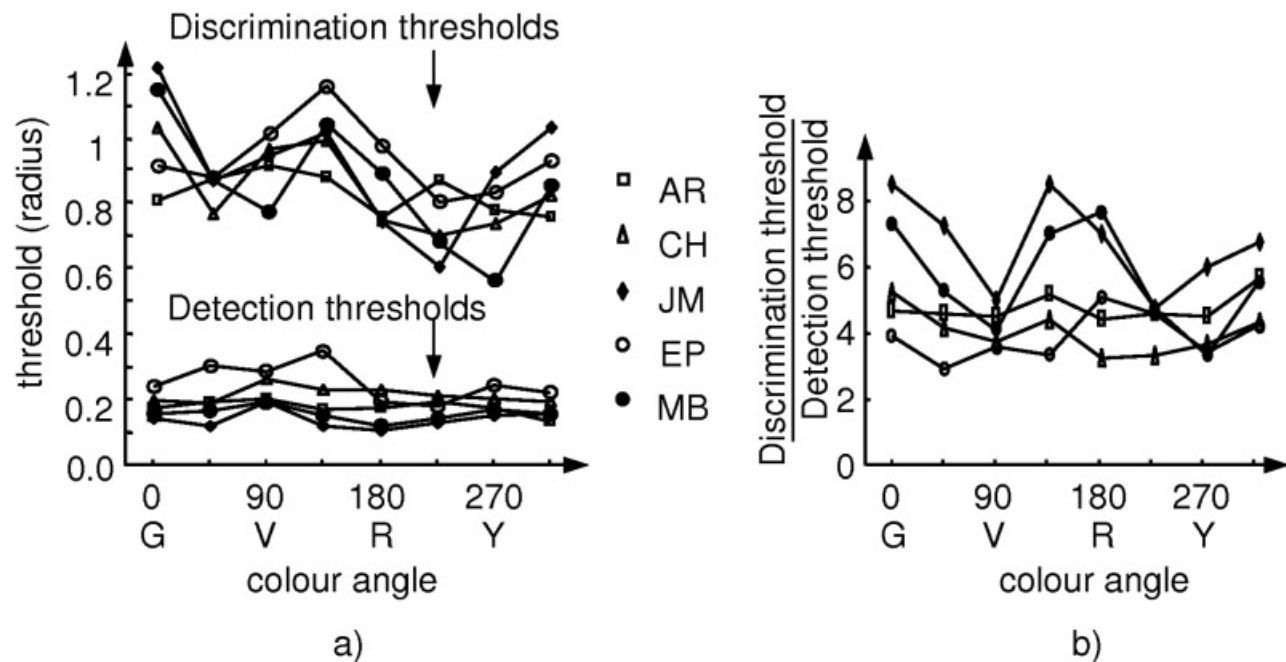 Discrimination thresholds
1.2
1
0.8
0.6
0.4
0.2
0.0
threshold (radius)
Detection thresholds
0 90 180 270
G V R Y
colour angle
a)
AR
CH
JM
EP
MB
Discrimination threshold
Detection threshold
8
6
4
2
0
0 90 180 270
G V R Y
colour angle
b)